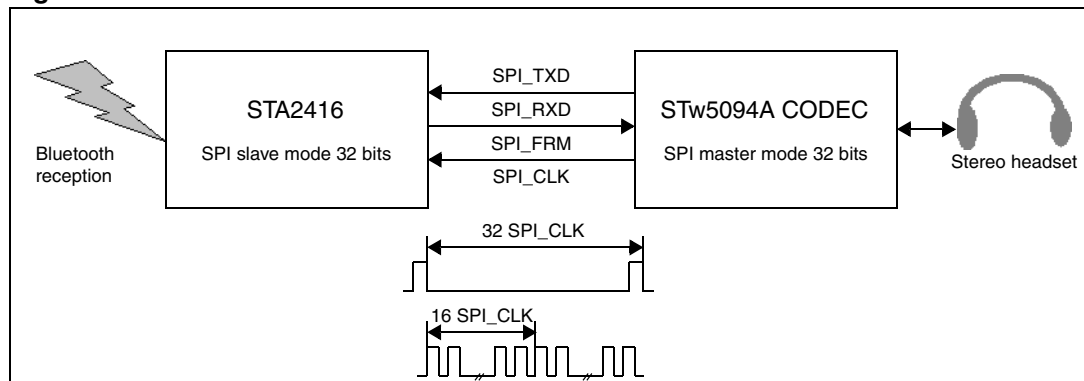 STA2416
SPI slave mode 32 bits
SPI_TXD
SPI_RXD
SPI_FRM
SPI_CLK
STw5094A CODEC
SPI master mode 32 bits
Bluetooth
reception
Stereo headset
32 SPI_CLK
16 SPI_CLK